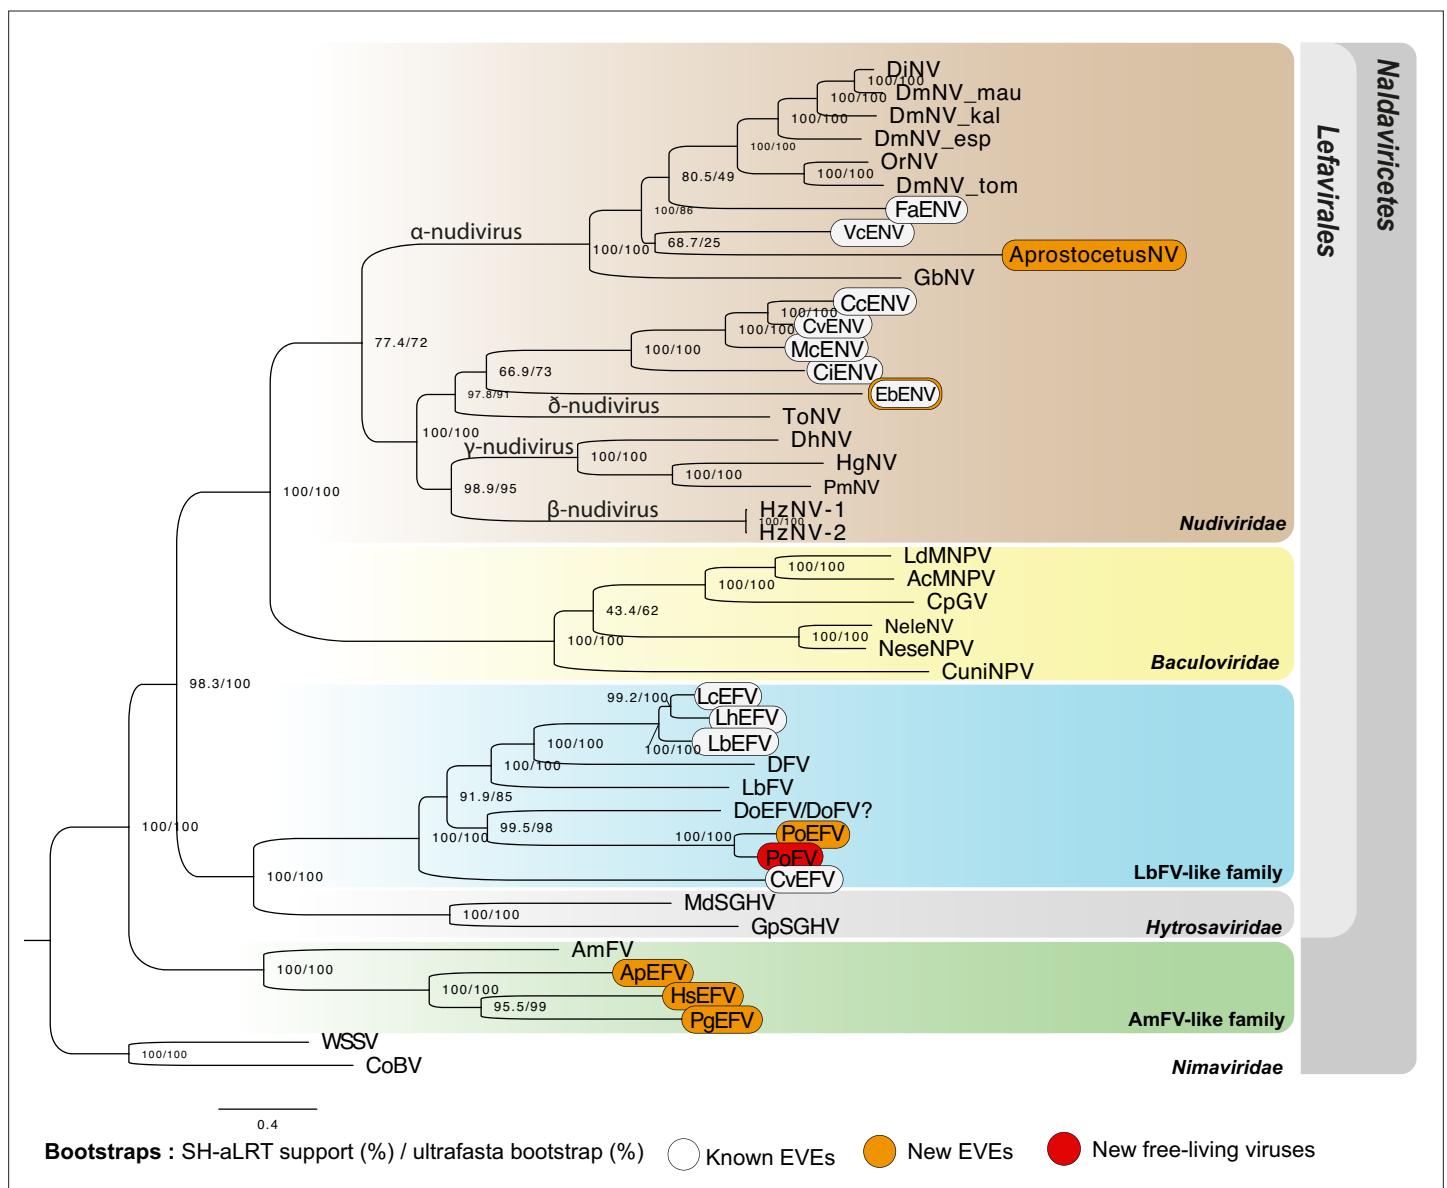 DiNV
100/100
DmNV_mau
100/100
DmNV_kal
100/100
DmNV_esp
100/100
OrNV
80.5/49
100/100
DmNV_tom
100/86
FaENV
α-nudivirus
VcENV
68.7/25
100/100
AprostocetusNV
GbNV
CcENV
100/100
CvENV
100/100
77.4/72
McENV
100/100
CiENV
66.9/73
97.8/91
EbENV
ð-nudivirus
ToNV
100/100
DhNV
γ-nudivirus
100/100
HgNV
100/100
98.9/95
PmNV
100/100
β-nudivirus
HzNV-1
100/100
HzNV-2
Nudiviridae
LdMNPV
100/100
AcMNPV
100/100
CpGV
43.4/62
NeleNV
100/100
100/100
NeseNPV
Baculoviridae
CuniNPV
98.3/100
99.2/100
LcEFV
LhEFV
100/100
LbEFV
100/100
100/100
DFV
LbFV
91.9/85
DoEFV/DoFV?
99.5/98
100/100
PoEFV
100/100
100/100
PoFV
100/100
CvEFV
LbFV-like family
MdSGHV
100/100
GpSGHV
Hytrosaviridae
AmFV
100/100
ApEFV
100/100
HsEFV
95.5/99
PgEFV
AmFV-like family
WSSV
100/100
CoBV
Nimaviridae
Lefavirales
Naldaviricetes
0.4
Bootstraps : SH-aLRT support (%) / ultrafasta bootstrap (%)
Known EVEs
New EVEs
New free-living viruses